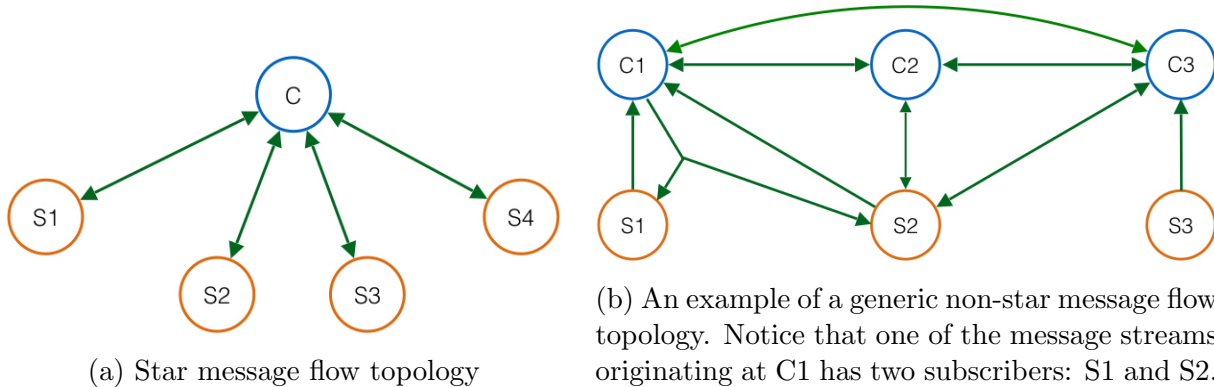 C
S1
S2
S3
S4
(a) Star message flow topology
C1
C2
C3
S1
S2
S3
(b) An example of a generic non-star message flow
topology. Notice that one of the message streams
originating at C1 has two subscribers: S1 and S2.